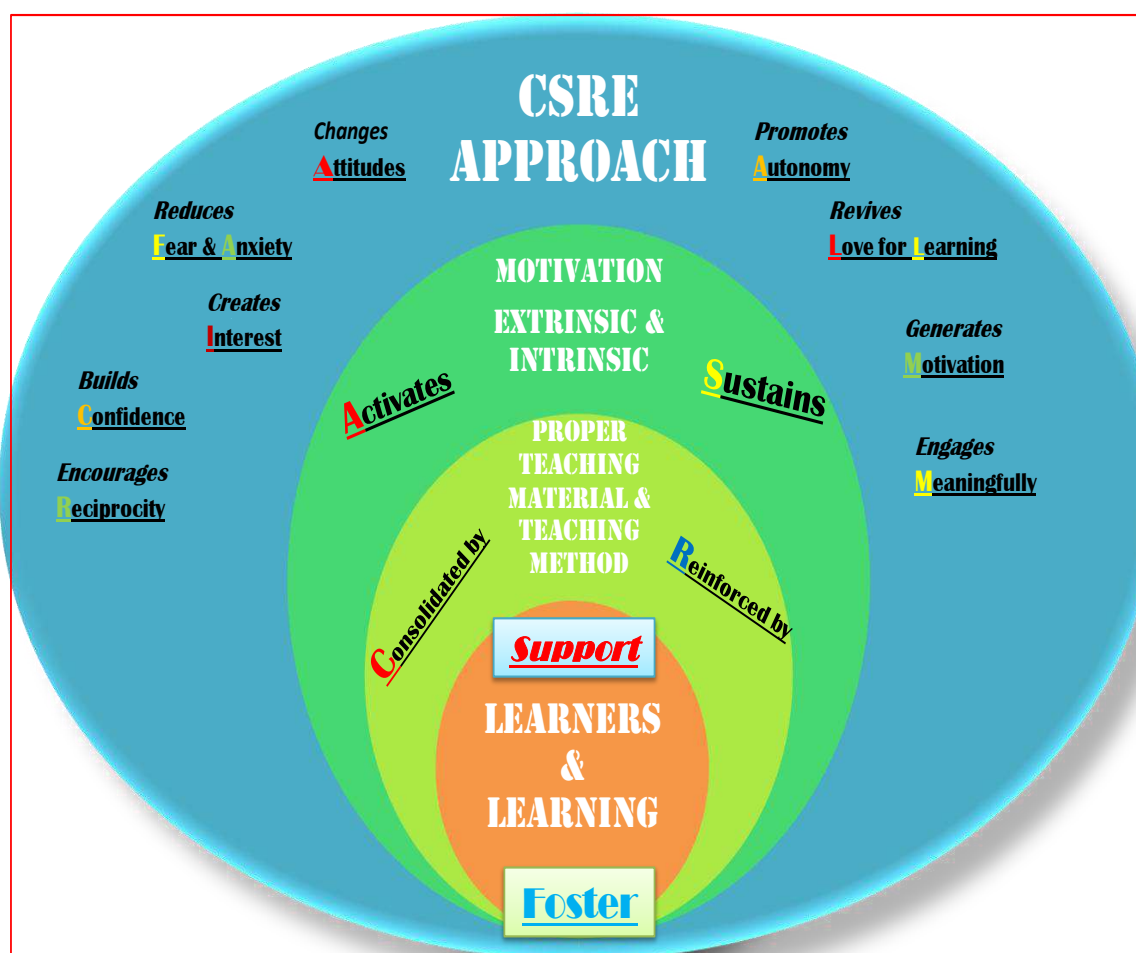 CSRE
APPROACH
Changes
Attitudes
Reduces
Fear & Anxiety
Creates
Interest
Builds
Confidence
Encourages
Reciprocity
Promotes
Autonomy
Revives
Love for Learning
Generates
Motivation
Engages
Meaningfully
MOTIVATION
EXTRINSIC &
INTRINSIC
Activates
Sustains
PROPER
TEACHING
MATERIAL &
TEACHING
METHOD
Consolidated by
Reinforced by
Support
LEARNERS
&
LEARNING
Foster